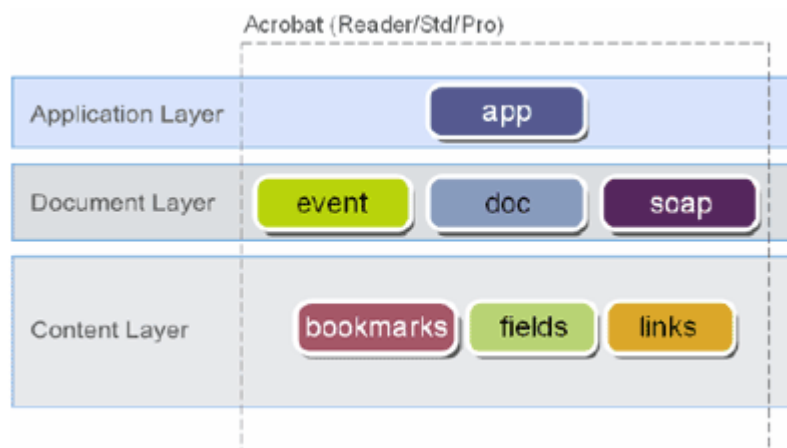 Acrobat (Reader/Std/Pro)
Application Layer
app
Document Layer
event
doc
soap
Content Layer
bookmarks
fields
links